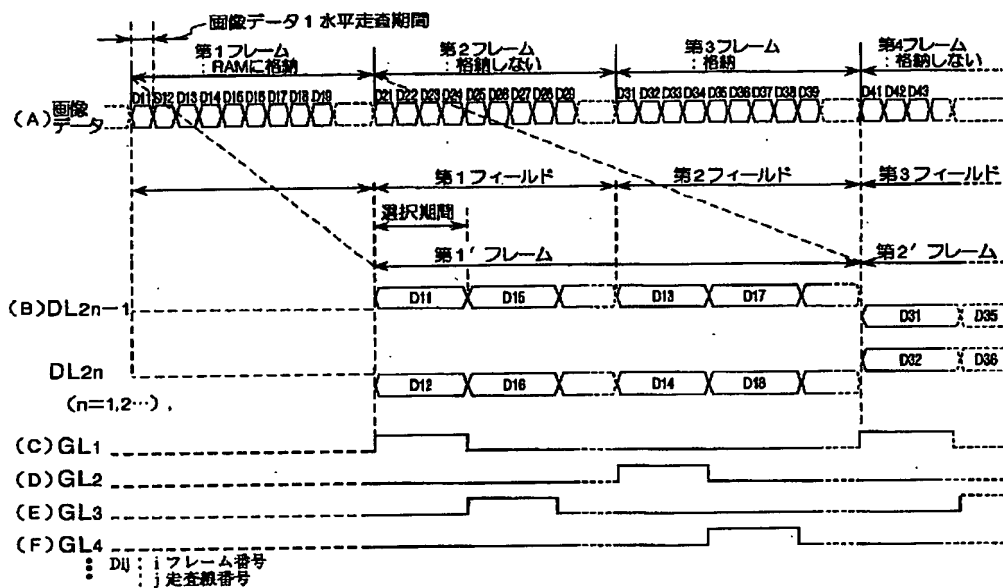 画像データ1水平走査期間
第1フレーム
:RAMに格納
第2フレーム
:格納しない
第3フレーム
:格納
第4フレーム
:格納しない
(A)画像データ
D11 D12 D13 D14 D15 D16 D17 D18 D19
D21 D22 D23 D24 D25 D26 D27 D28 D29
D31 D32 D33 D34 D35 D36 D37 D38 D39
D41 D42 D43
第1フィールド
第2フィールド
第3フィールド
選択期間
第1′フレーム
第2′フレーム
(B)DL2n-1
D11 D15 D13 D17 D31 D35
DL2n
D12 D16 D14 D18 D32 D36
(n=1,2…),
(C)GL1
(D)GL2
(E)GL3
(F)GL4
Dij : i フレーム番号
: j 走査線番号